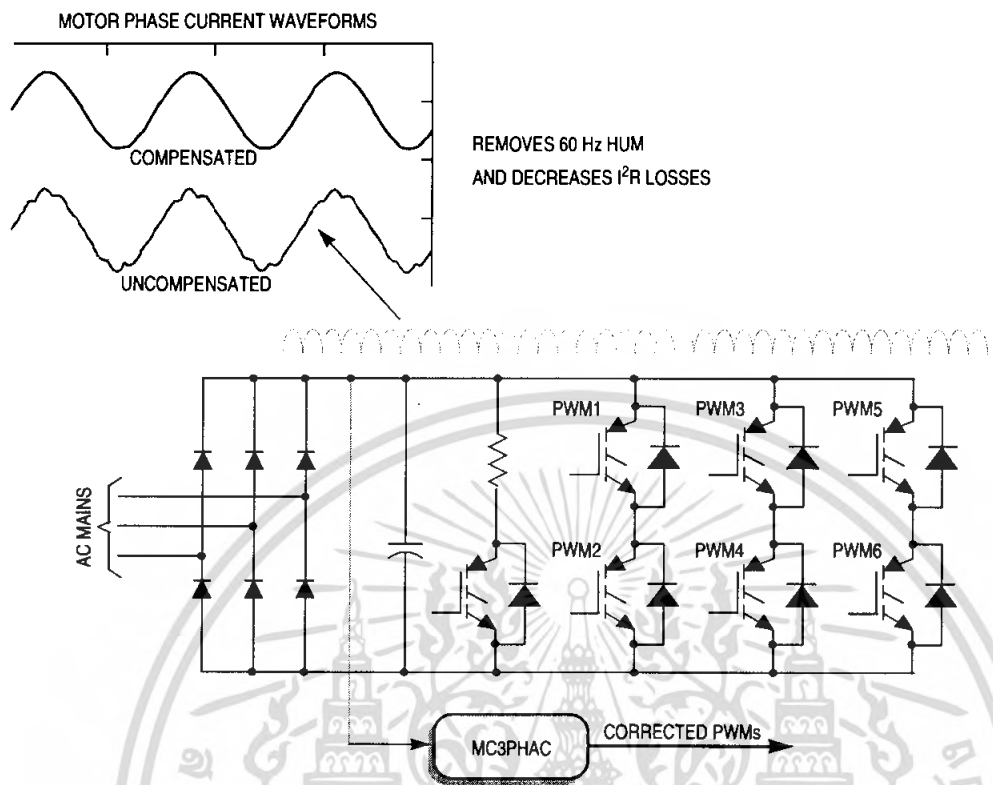 MOTOR PHASE CURRENT WAVEFORMS
COMPENSATED
UNCOMPENSATED
REMOVES 60 Hz HUM
AND DECREASES I²R LOSSES
AC MAINS
PWM1
PWM3
PWM5
PWM2
PWM4
PWM6
MC3PHAC
CORRECTED PWMs